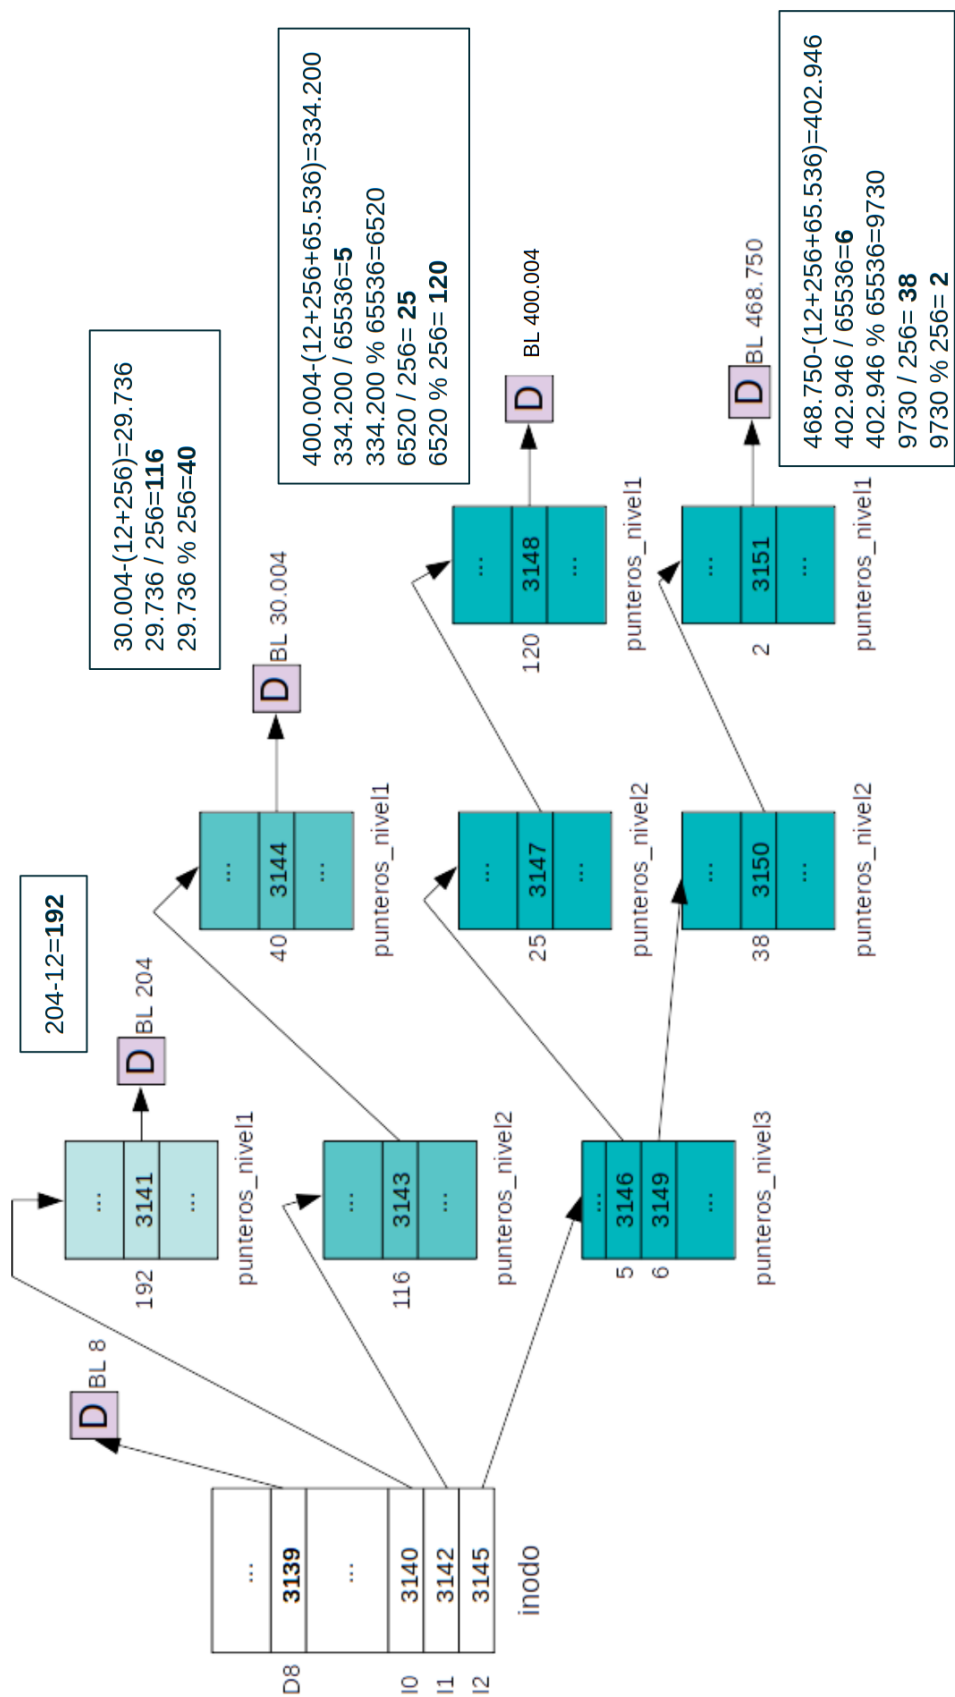 204-12=192
30.004-(12+256)=29.736
29.736 / 256=116
29.736 % 256=40
400.004-(12+256+65.536)=334.200
334.200 / 65536=5
334.200 % 65536=6520
6520 / 256= 25
6520 % 256= 120
468.750-(12+256+65.536)=402.946
402.946 / 65536=6
402.946 % 65536=9730
9730 / 256= 38
9730 % 256= 2
D8
I0
I1
I2
...
3139
...
3140
3142
3145
inodo
D
BL 8
192
...
3141
...
punteros_nivel1
D
BL 204
116
...
3143
...
punteros_nivel2
40
...
3144
...
punteros_nivel1
D
BL 30.004
5
6
...
3146
3149
...
punteros_nivel3
25
...
3147
...
punteros_nivel2
120
...
3148
...
punteros_nivel1
D
BL 400.004
38
...
3150
...
punteros_nivel2
2
...
3151
...
punteros_nivel1
D
BL 468.750